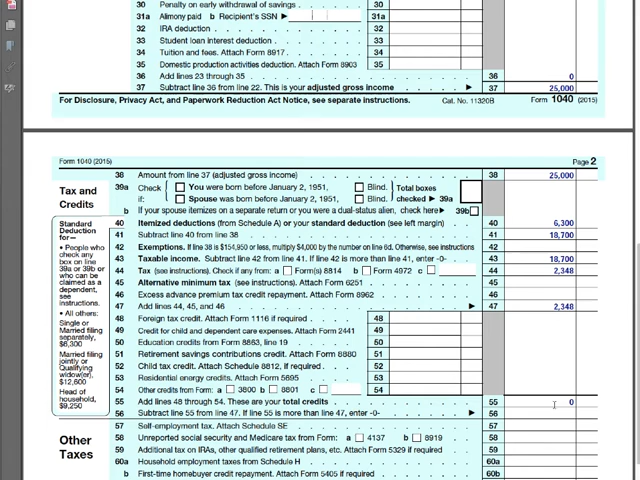 30 Penalty on early withdrawal of savings 30
31a Alimony paid b Recipient's SSN ▶ 31a
32 IRA deduction 32
33 Student loan interest deduction 33
34 Tuition and fees. Attach Form 8917 34
35 Domestic production activities deduction. Attach Form 8903 35
36 Add lines 23 through 35 36 0
37 Subtract line 36 from line 22. This is your adjusted gross income ▶ 37 25,000
For Disclosure, Privacy Act, and Paperwork Reduction Act Notice, see separate instructions. Cat. No. 11320B Form 1040 (2015)
Form 1040 (2015) Page 2
38 Amount from line 37 (adjusted gross income) 38 25,000
Tax and Credits
39a Check if: { You were born before January 2, 1951, Blind. } Total boxes
Spouse was born before January 2, 1951, Blind. checked ▶ 39a
b If your spouse itemizes on a separate return or you were a dual-status alien, check here ▶ 39b
Standard Deduction for—
• People who check any box on line 39a or 39b or who can be claimed as a dependent, see instructions.
• All others:
Single or Married filing separately, $6,300
Married filing jointly or Qualifying widow(er), $12,600
Head of household, $9,250
40 Itemized deductions (from Schedule A) or your standard deduction (see left margin) 40 6,300
41 Subtract line 40 from line 38 41 18,700
42 Exemptions. If line 38 is $154,950 or less, multiply $4,000 by the number on line 6d. Otherwise, see instructions 42
43 Taxable income. Subtract line 42 from line 41. If line 42 is more than line 41, enter -0- 43 18,700
44 Tax (see instructions). Check if any from: a Form(s) 8814 b Form 4972 c 44 2,348
45 Alternative minimum tax (see instructions). Attach Form 6251 45
46 Excess advance premium tax credit repayment. Attach Form 8962 46
47 Add lines 44, 45, and 46 ▶ 47 2,348
48 Foreign tax credit. Attach Form 1116 if required 48
49 Credit for child and dependent care expenses. Attach Form 2441 49
50 Education credits from Form 8863, line 19 50
51 Retirement savings contributions credit. Attach Form 8880 51
52 Child tax credit. Attach Schedule 8812, if required 52
53 Residential energy credits. Attach Form 5695 53
54 Other credits from Form: a 3800 b 8801 c 54
55 Add lines 48 through 54. These are your total credits 55 0
56 Subtract line 55 from line 47. If line 55 is more than line 47, enter -0- ▶ 56
Other Taxes
57 Self-employment tax. Attach Schedule SE 57
58 Unreported social security and Medicare tax from Form: a 4137 b 8919 58
59 Additional tax on IRAs, other qualified retirement plans, etc. Attach Form 5329 if required 59
60a Household employment taxes from Schedule H 60a
b First-time homebuyer credit repayment. Attach Form 5405 if required 60b